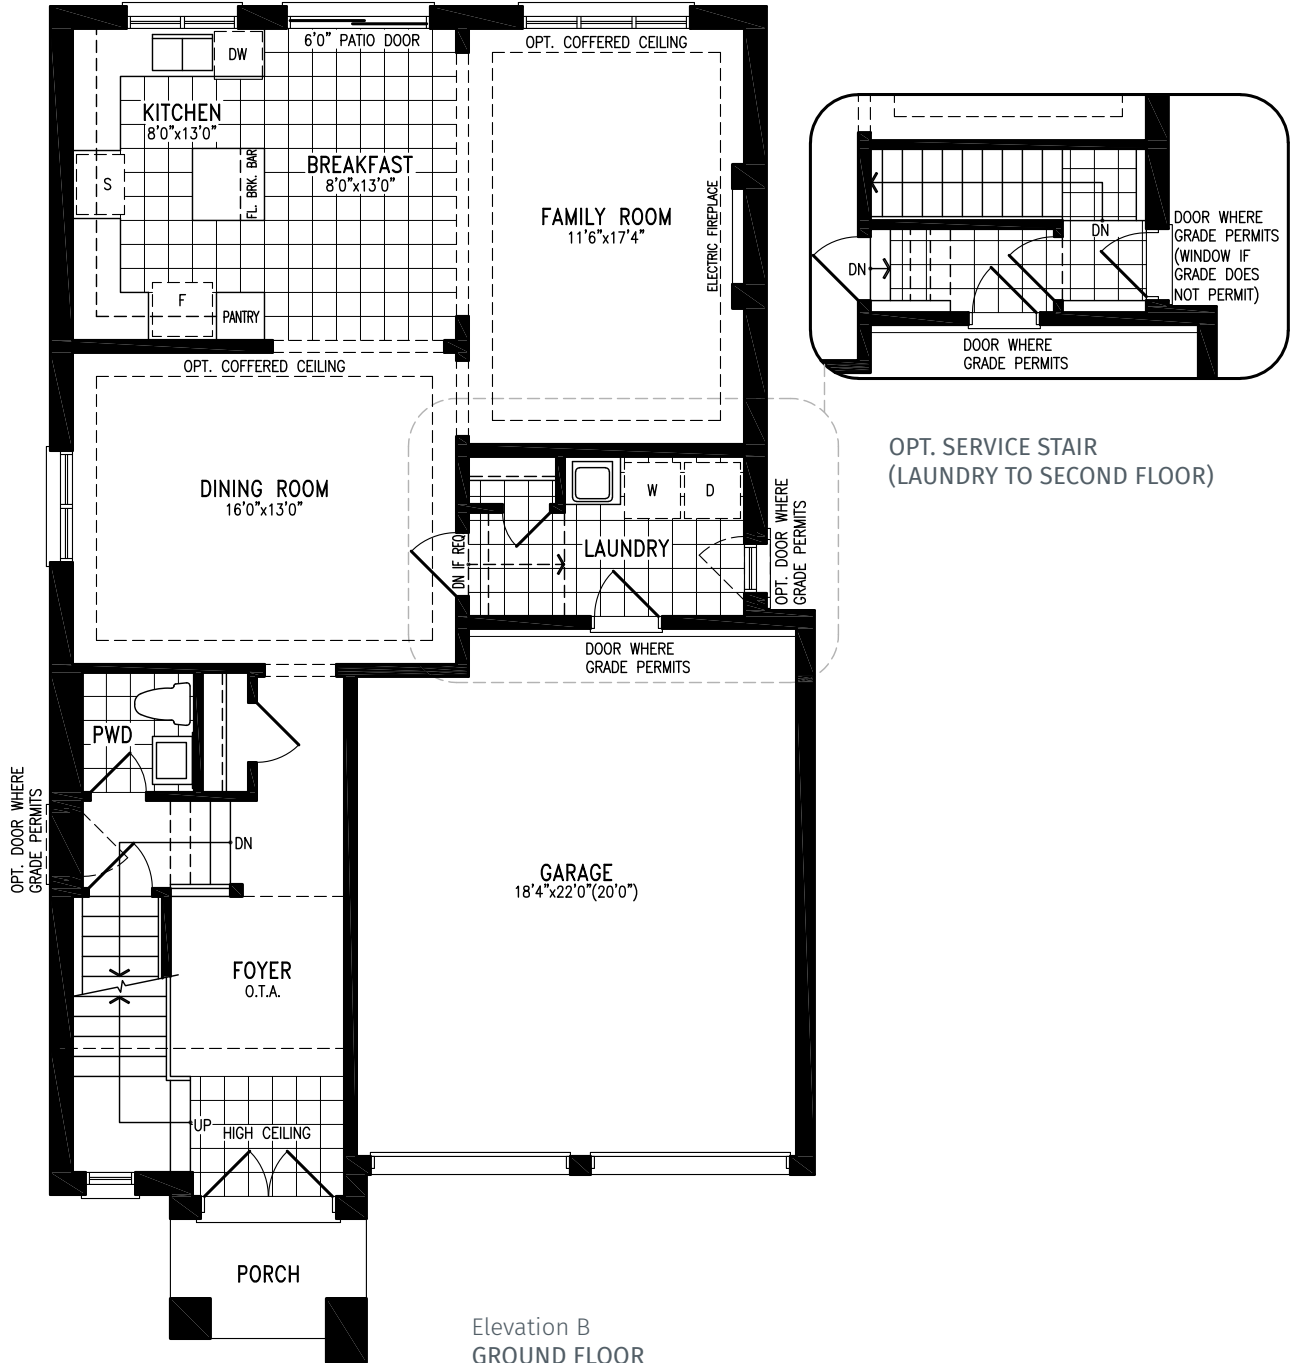 6'0" PATIO DOOR
OPT. COFFERED CEILING
DW
KITCHEN
8'0"x13'0"
S
FL. BRK. BAR
BREAKFAST
8'0"x13'0"
FAMILY ROOM
11'6"x17'4"
ELECTRIC FIREPLACE
F
PANTRY
OPT. COFFERED CEILING
DINING ROOM
16'0"x13'0"
W
D
LAUNDRY
DN IF REQ
OPT. DOOR WHERE
GRADE PERMITS
DOOR WHERE
GRADE PERMITS
DN
DN
DOOR WHERE
GRADE PERMITS
(WINDOW IF
GRADE DOES
NOT PERMIT)
DOOR WHERE
GRADE PERMITS
OPT. SERVICE STAIR
(LAUNDRY TO SECOND FLOOR)
PWD
OPT. DOOR WHERE
GRADE PERMITS
DN
GARAGE
18'4"x22'0"(20'0")
FOYER
O.T.A.
UP
HIGH CEILING
PORCH
Elevation B
GROUND FLOOR